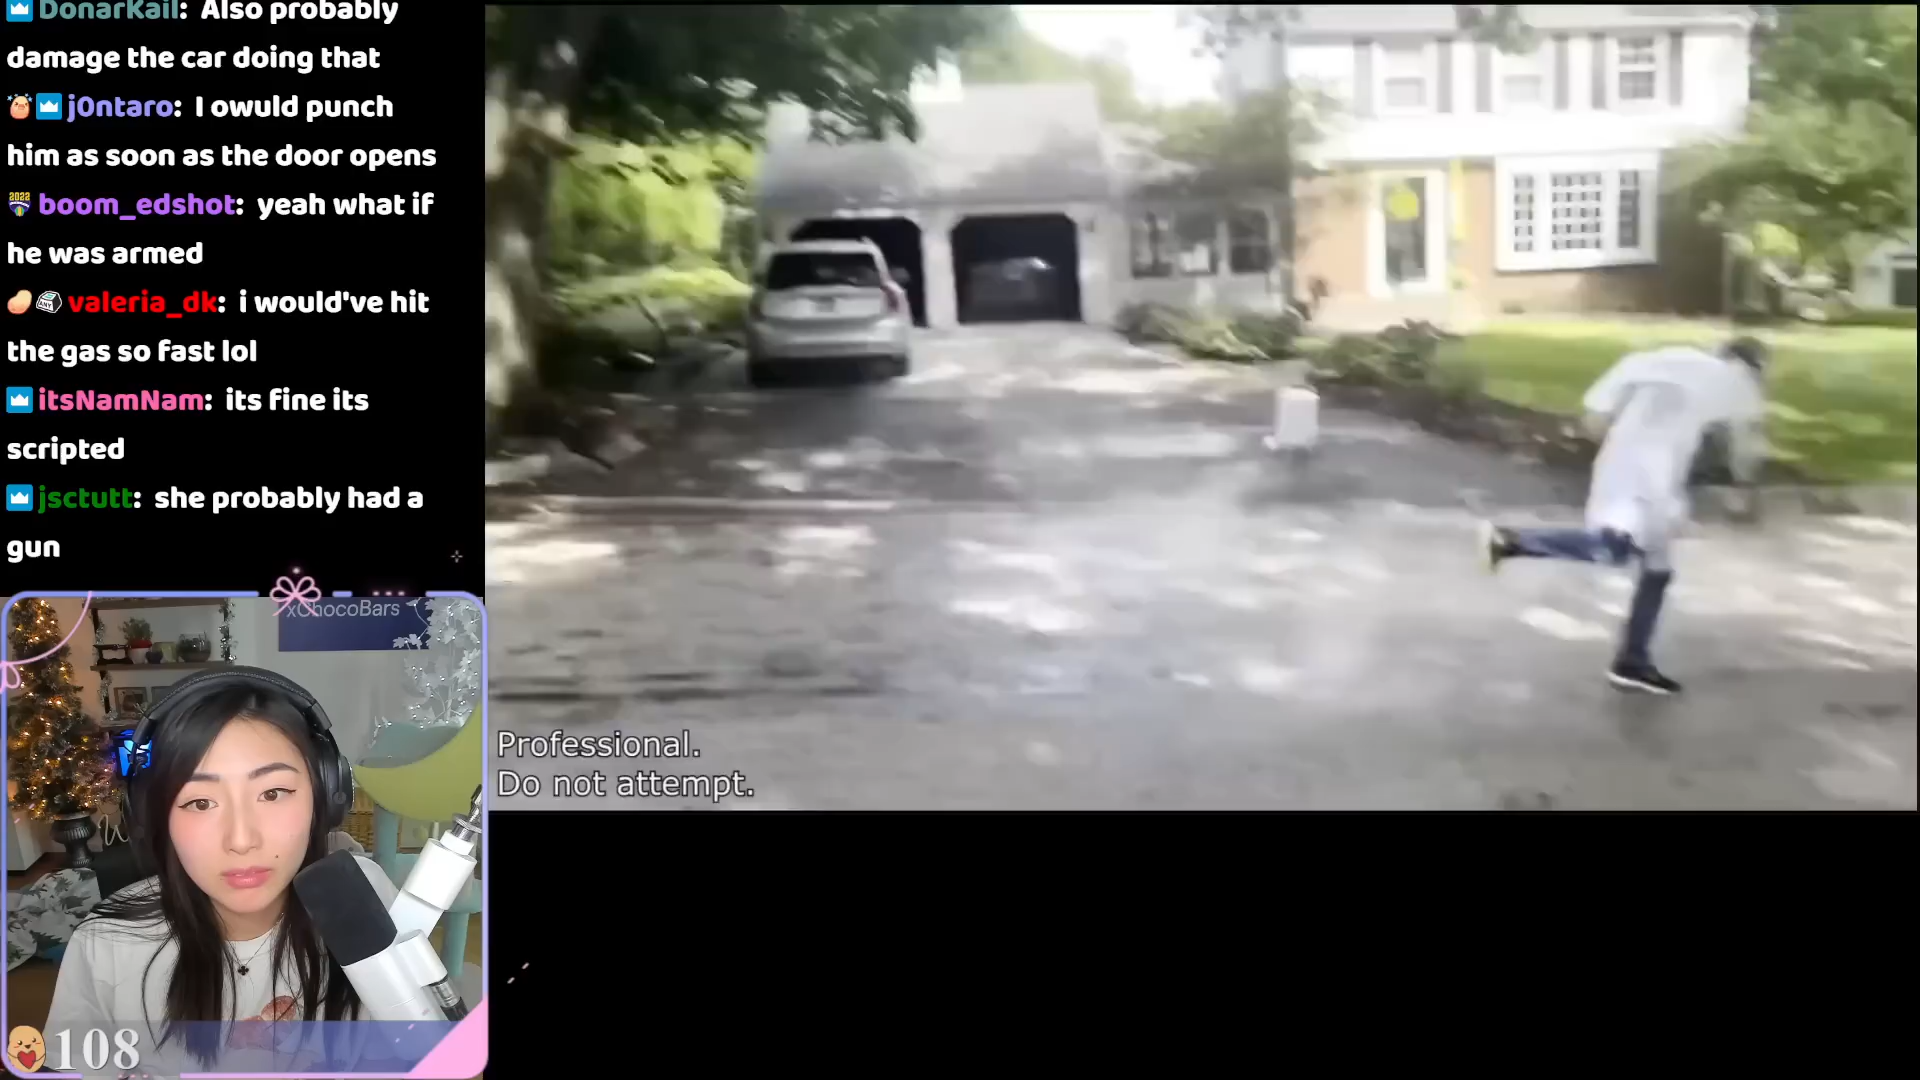 DonarKail: Also probably
damage the car doing that
j0ntaro: I owuld punch
him as soon as the door opens
2022 boom_edshot: yeah what if
he was armed
valeria_dk: i would've hit
the gas so fast lol
itsNamNam: its fine its
scripted
jsctutt: she probably had a
gun
xChocoBars
Professional.
Do not attempt.
108